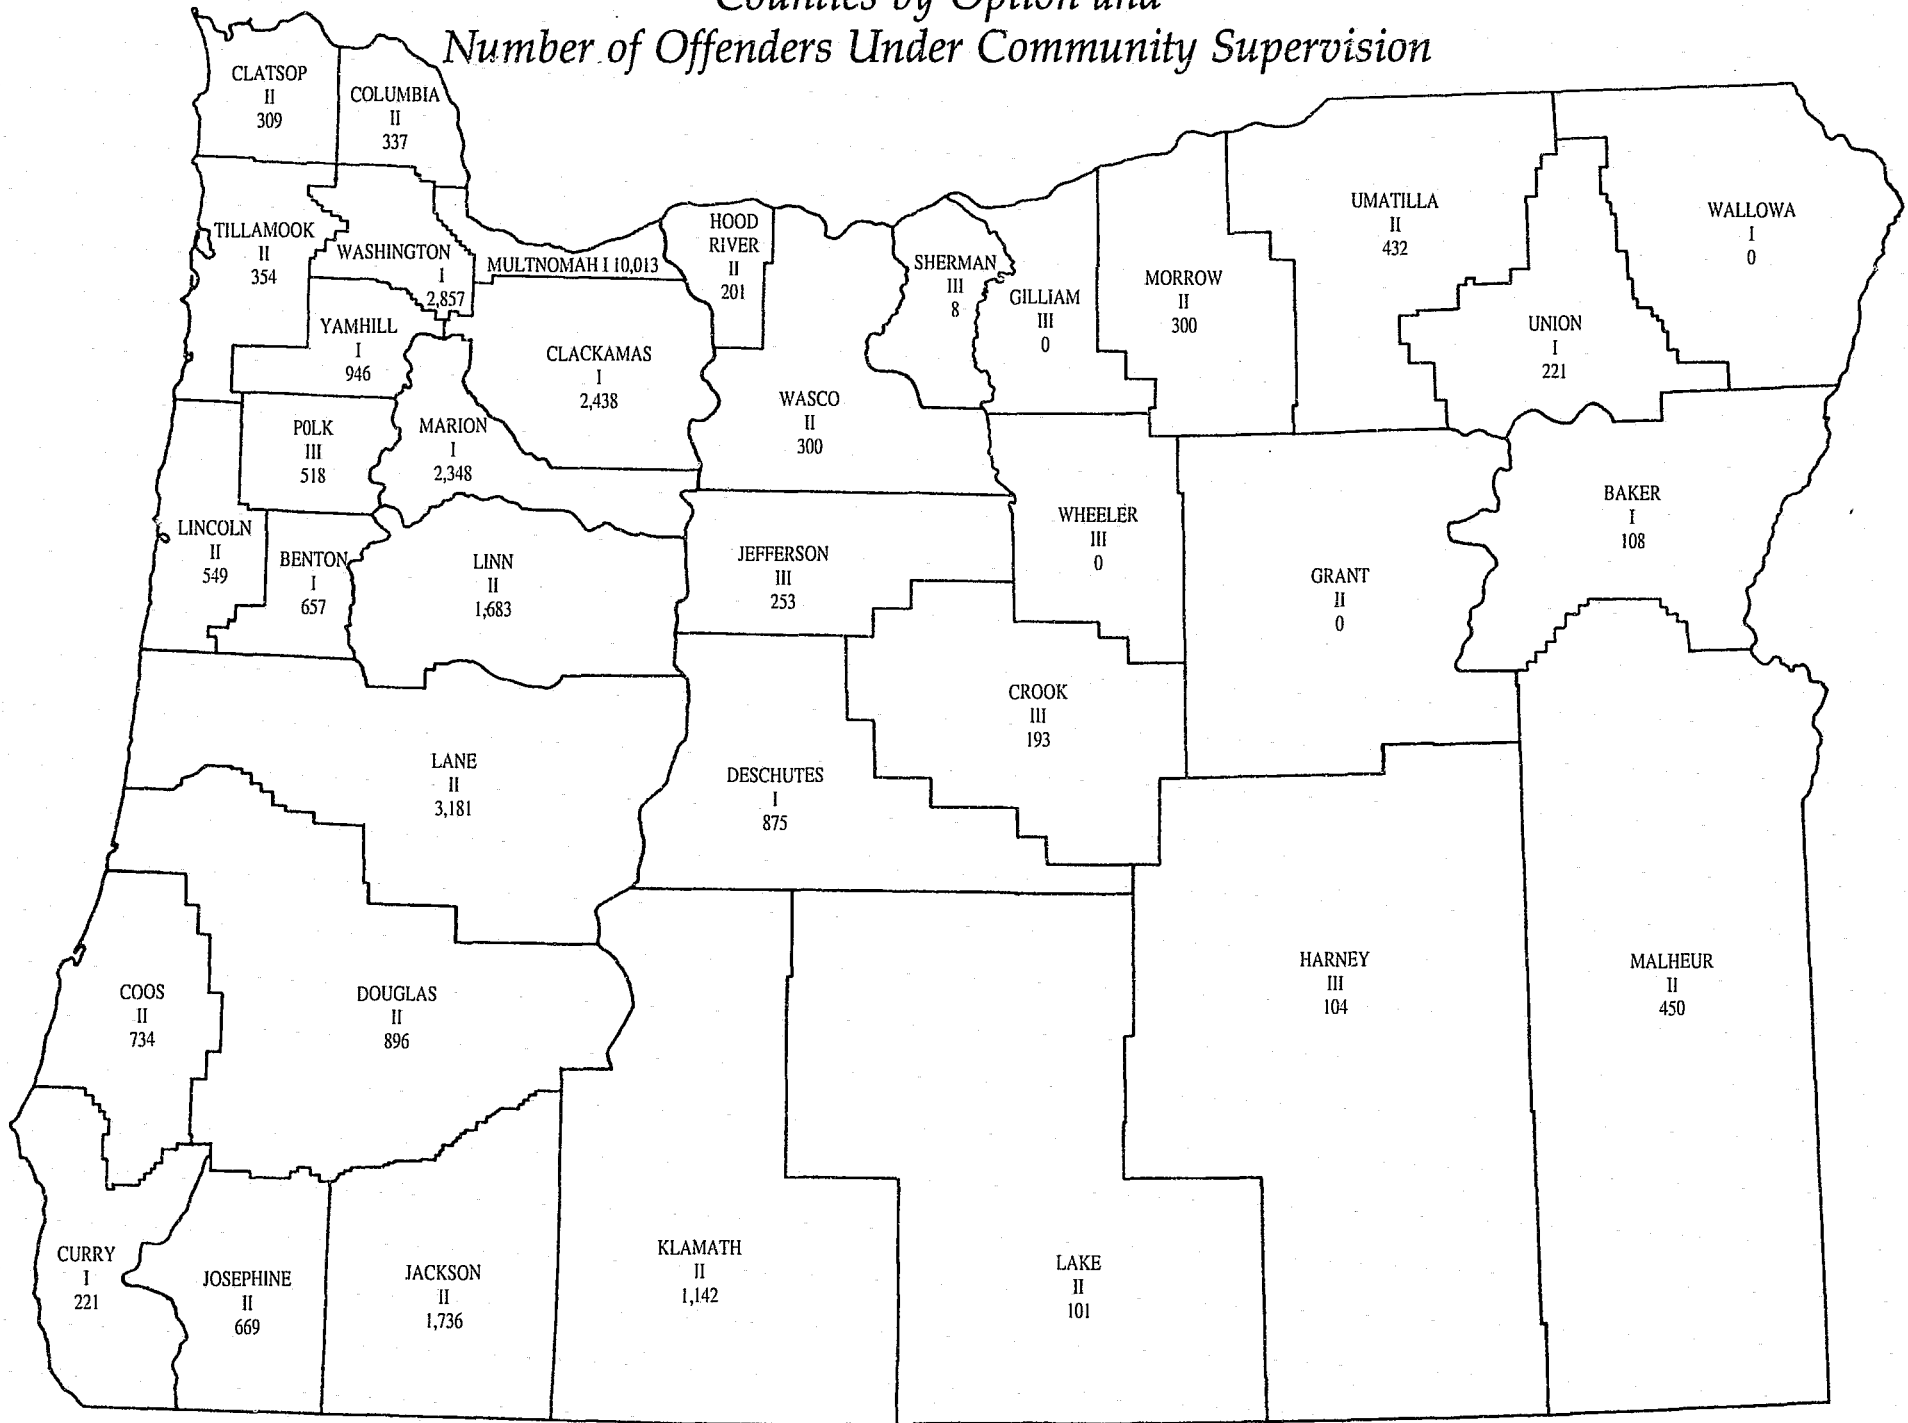 Counties by Option and
Number of Offenders Under Community Supervision
CLATSOP
II
309
COLUMBIA
II
337
TILLAMOOK
II
354
WASHINGTON
I
2,857
MULTNOMAH I 10,013
HOOD
RIVER
II
201
SHERMAN
III
8
GILLIAM
III
0
MORROW
II
300
UMATILLA
II
432
WALLOWA
I
0
UNION
I
221
YAMHILL
I
946
CLACKAMAS
I
2,438
WASCO
II
300
POLK
III
518
MARION
I
2,348
LINCOLN
II
549
BENTON
I
657
LINN
II
1,683
JEFFERSON
III
253
WHEELER
III
0
GRANT
II
0
BAKER
I
108
CROOK
III
193
LANE
II
3,181
DESCHUTES
I
875
COOS
II
734
DOUGLAS
II
896
HARNEY
III
104
MALHEUR
II
450
CURRY
I
221
JOSEPHINE
II
669
JACKSON
II
1,736
KLAMATH
II
1,142
LAKE
II
101